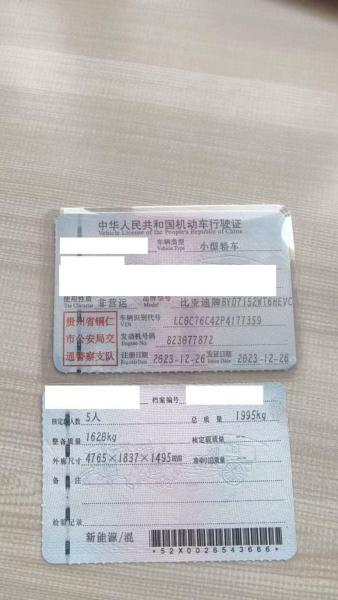 中华人民共和国机动车行驶证
Vehicle License of the People's Republic of China
车辆类型 小型轿车
Vehicle Type
使用性质 非营运 品牌型号 比亚迪牌BYD7152WT6HEVC
Use Character
贵州省铜仁
市公安局交
通警察支队
车辆识别代号 LC0C76C42P4177359
VIN
发动机号码 82307787Z
Engine No.
注册日期 2023-12-26 发证日期 2023-12-26
Register Date Issue Date
档案编号
核定载人数 5人 总质量 1995kg
整备质量 1620kg 核定载质量
外廓尺寸 4765×1837×1495mm 准牵引总质量
备注
检验记录
新能源/混
*52X0026543666*